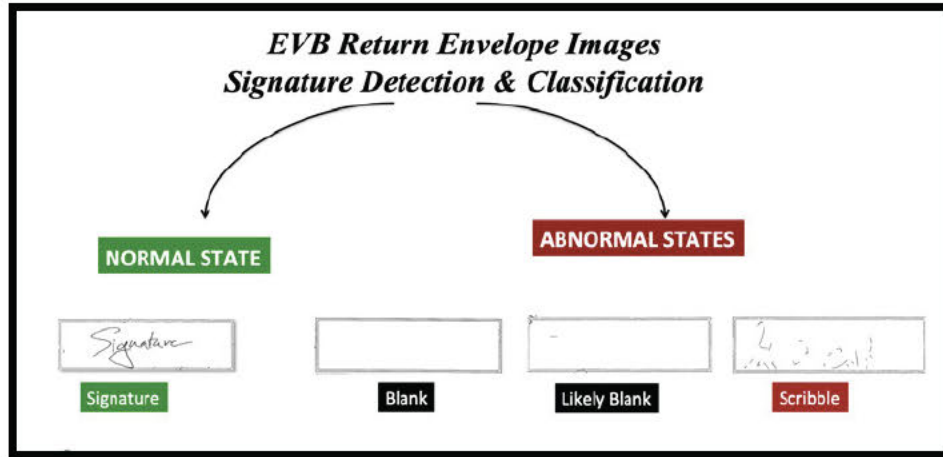 EVB Return Envelope Images
Signature Detection & Classification
NORMAL STATE
ABNORMAL STATES
Signature
Signature
Blank
Likely Blank
Scribble